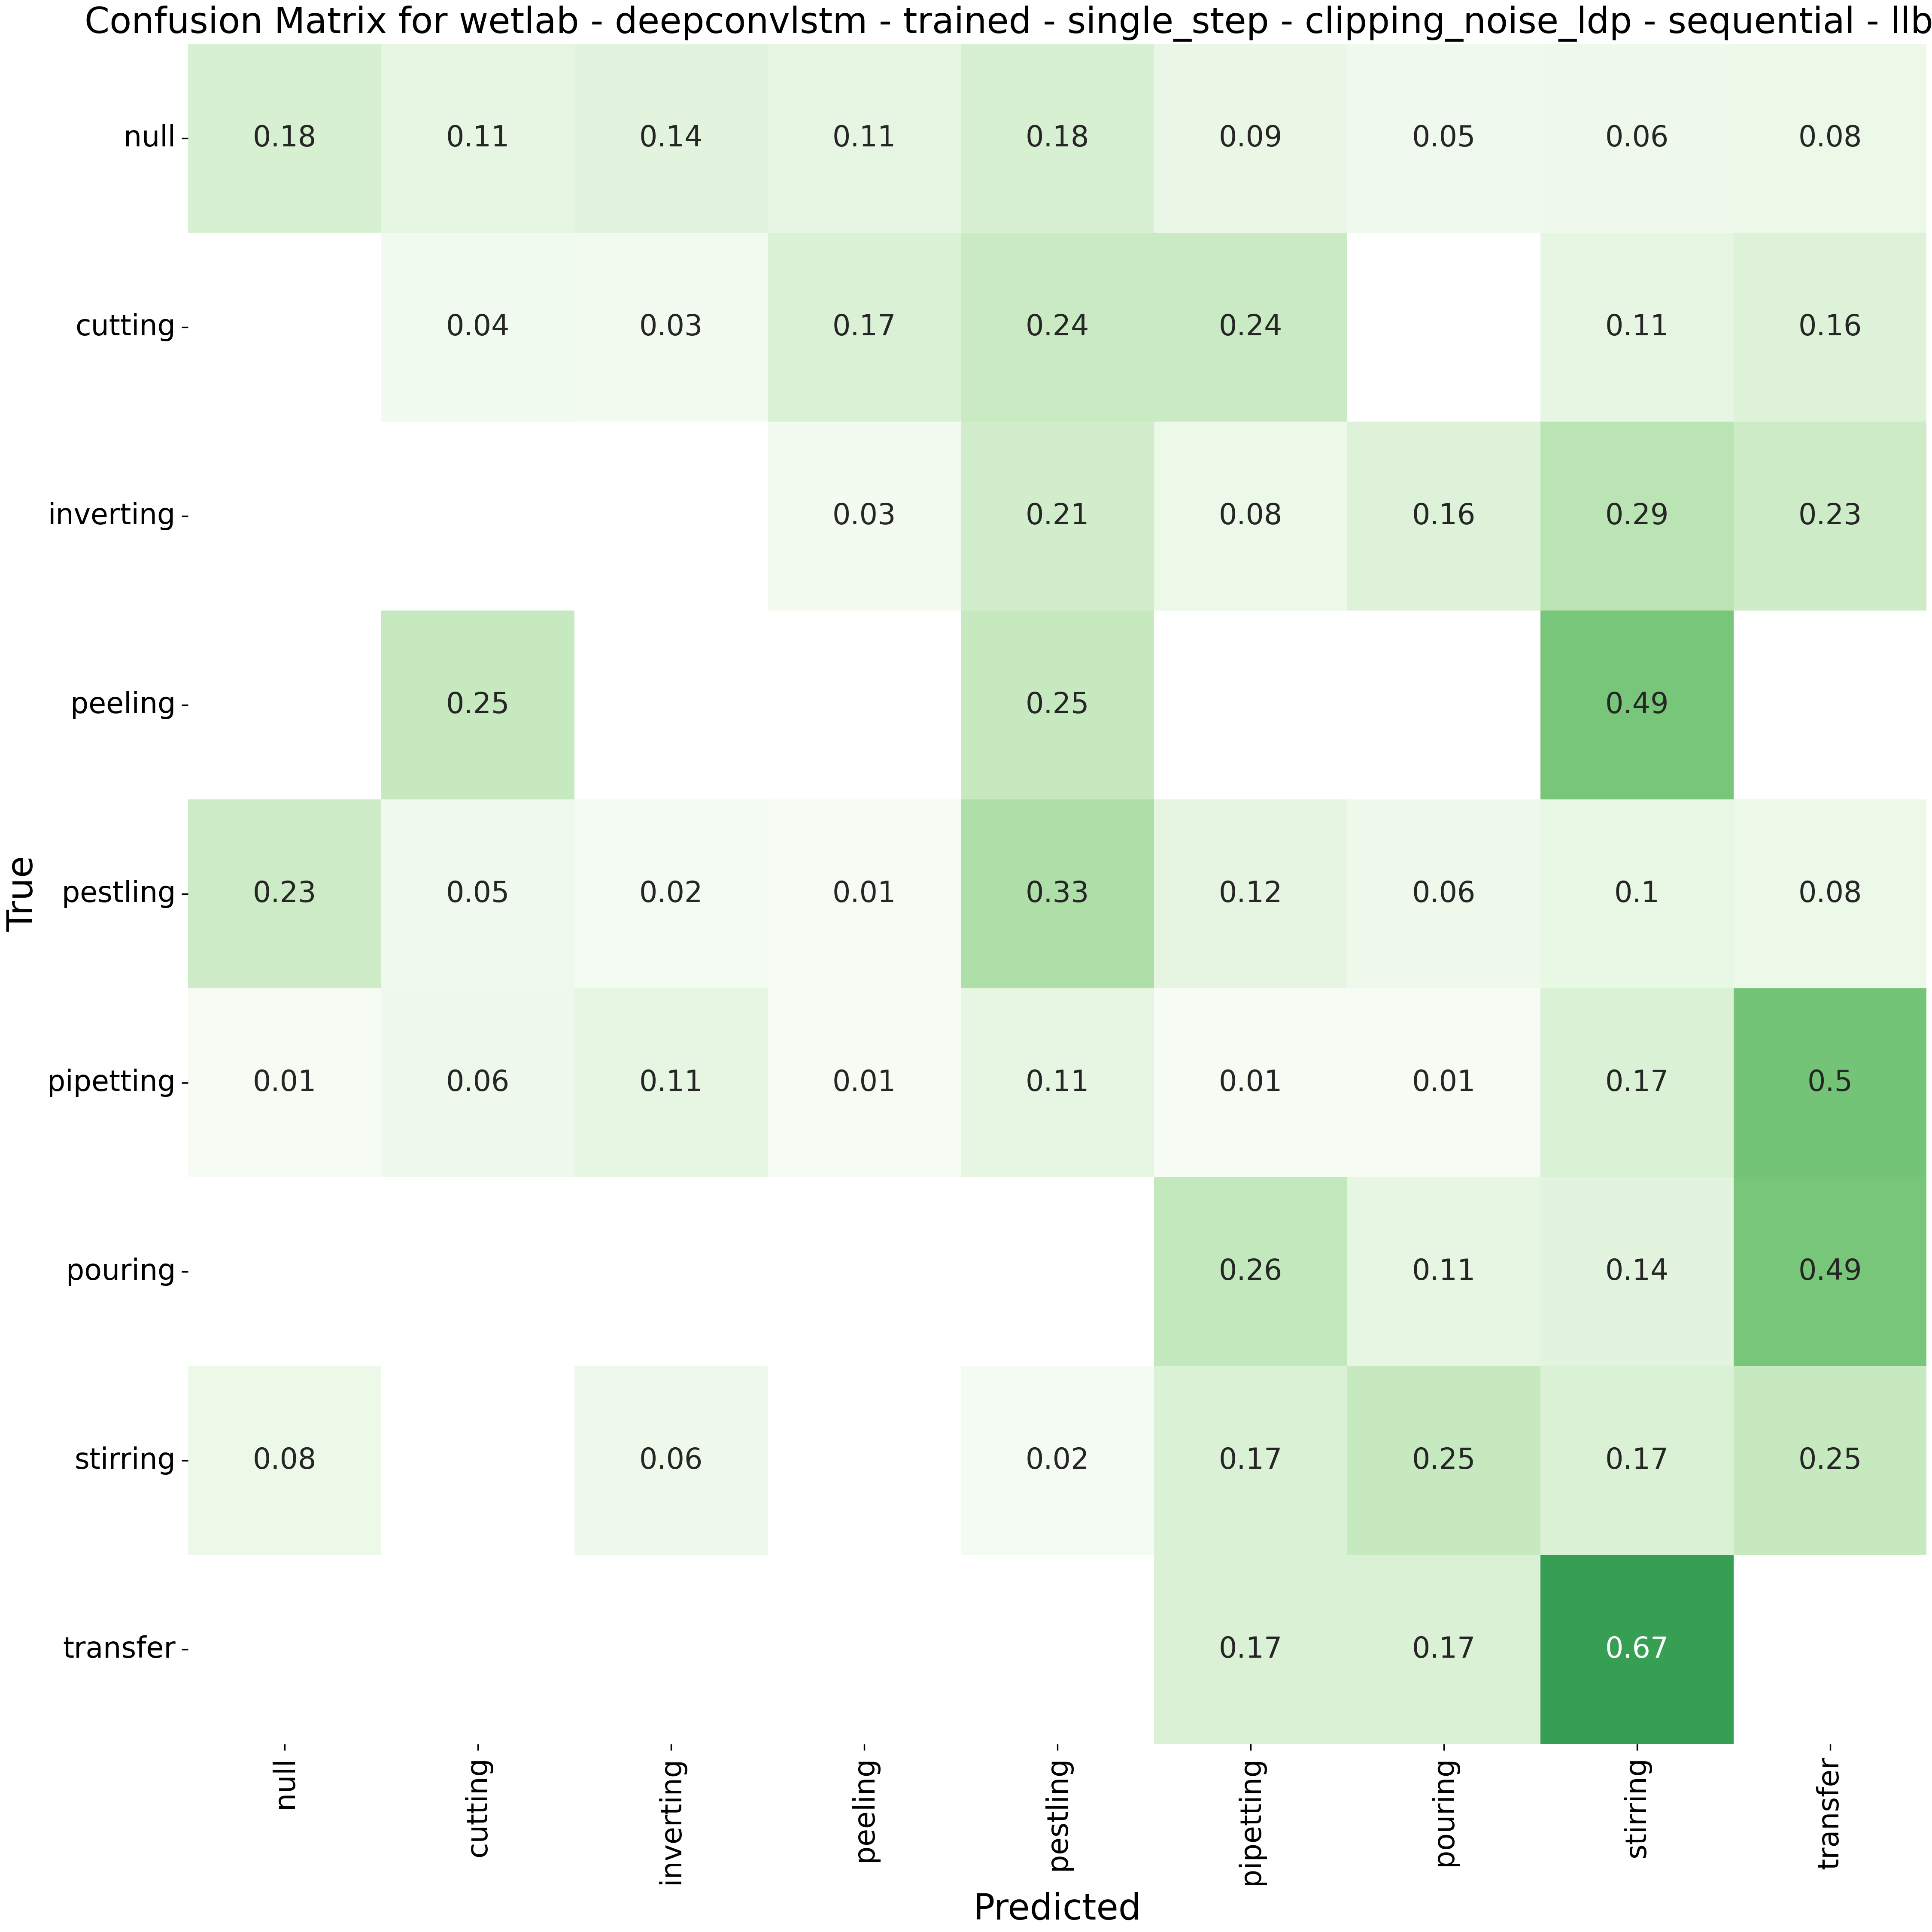 Confusion Matrix for wetlab - deepconvlstm - trained - single_step - clipping_noise_ldp - sequential - llb
null 0.18 0.11 0.14 0.11 0.18 0.09 0.05 0.06 0.08
cutting 0.04 0.03 0.17 0.24 0.24 0.11 0.16
inverting 0.03 0.21 0.08 0.16 0.29 0.23
peeling 0.25 0.25 0.49
True
pestling 0.23 0.05 0.02 0.01 0.33 0.12 0.06 0.1 0.08
pipetting 0.01 0.06 0.11 0.01 0.11 0.01 0.01 0.17 0.5
pouring 0.26 0.11 0.14 0.49
stirring 0.08 0.06 0.02 0.17 0.25 0.17 0.25
transfer 0.17 0.17 0.67
null cutting inverting peeling pestling pipetting pouring stirring transfer
Predicted